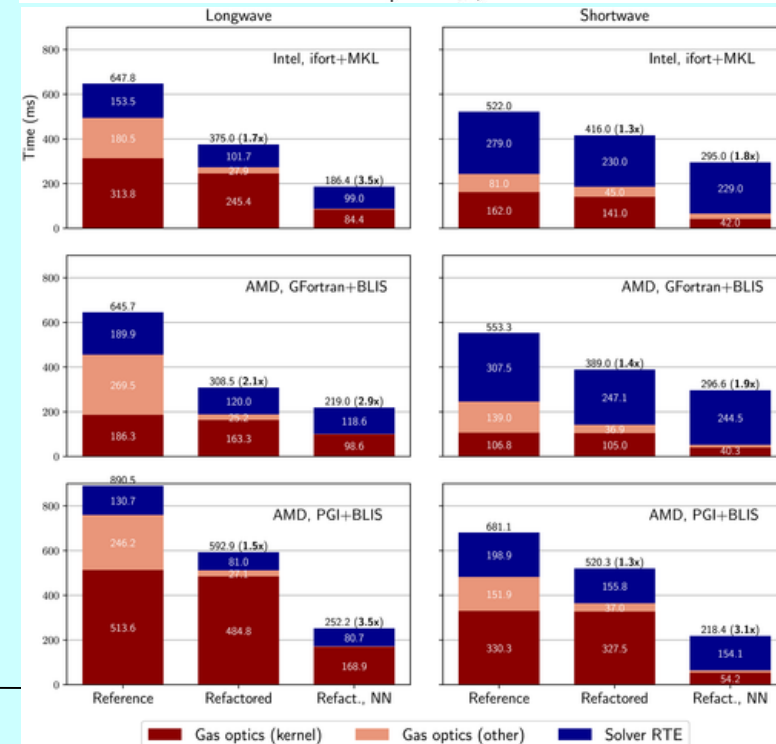 Longwave
Shortwave
Time (ms)
800
600
400
200
0
Intel, ifort+MKL
647.8
153.5
180.5
313.8
375.0 (1.7x)
101.7
27.9
245.4
186.4 (3.5x)
99.0
84.4
Intel, ifort+MKL
522.0
279.0
81.0
162.0
416.0 (1.3x)
230.0
45.0
141.0
295.0 (1.8x)
229.0
42.0
800
600
400
200
0
AMD, GFortran+BLIS
645.7
189.9
269.5
186.3
308.5 (2.1x)
120.0
25.2
163.3
219.0 (2.9x)
118.6
98.6
AMD, GFortran+BLIS
553.3
307.5
139.0
106.8
389.0 (1.4x)
247.1
36.9
105.0
296.6 (1.9x)
244.5
40.3
800
600
400
200
0
AMD, PGI+BLIS
890.5
130.7
246.2
513.6
592.9 (1.5x)
81.0
27.1
484.8
252.2 (3.5x)
80.7
168.9
AMD, PGI+BLIS
681.1
198.9
151.9
330.3
520.3 (1.3x)
155.8
37.0
327.5
218.4 (3.1x)
154.1
54.2
Reference Refactored Refact., NN
Reference Refactored Refact., NN
Gas optics (kernel) Gas optics (other) Solver RTE